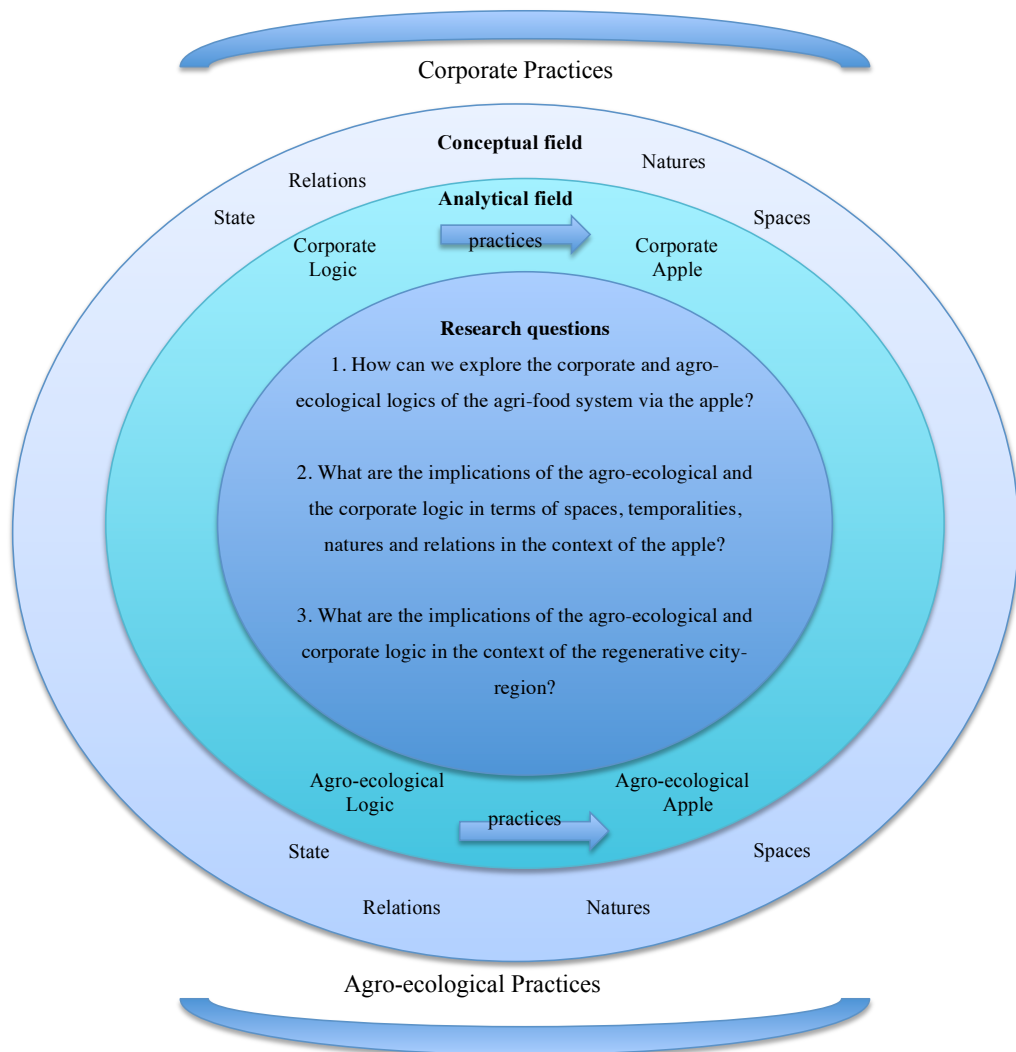 Corporate Practices
Conceptual field
Natures
Relations
State
Spaces
Analytical field
practices
Corporate
Logic
Corporate
Apple
Research questions
1. How can we explore the corporate and agro-
ecological logics of the agri-food system via the apple?
2. What are the implications of the agro-ecological and
the corporate logic in terms of spaces, temporalities,
natures and relations in the context of the apple?
3. What are the implications of the agro-ecological and
corporate logic in the context of the regenerative city-
region?
Agro-ecological
Logic
practices
Agro-ecological
Apple
State
Spaces
Relations
Natures
Agro-ecological Practices